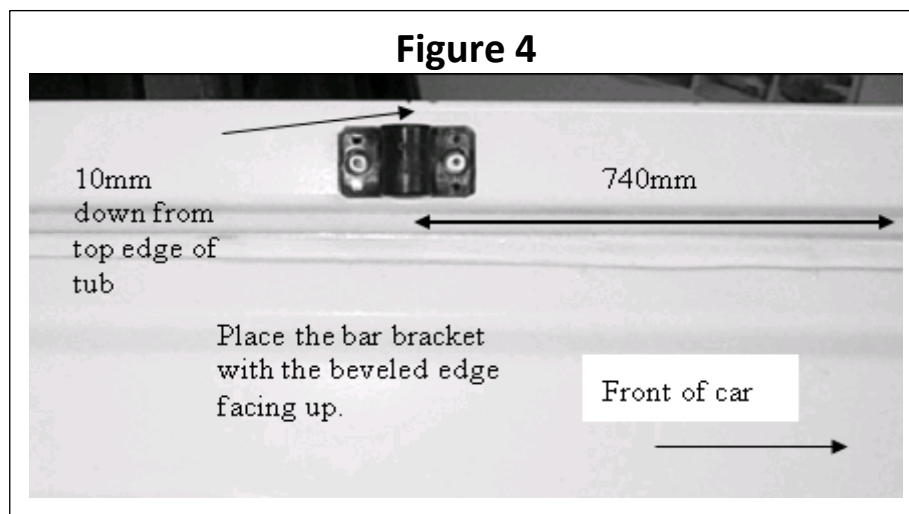 Figure 4
10mm
down from
top edge of
tub
740mm
Place the bar bracket
with the beveled edge
facing up.
Front of car